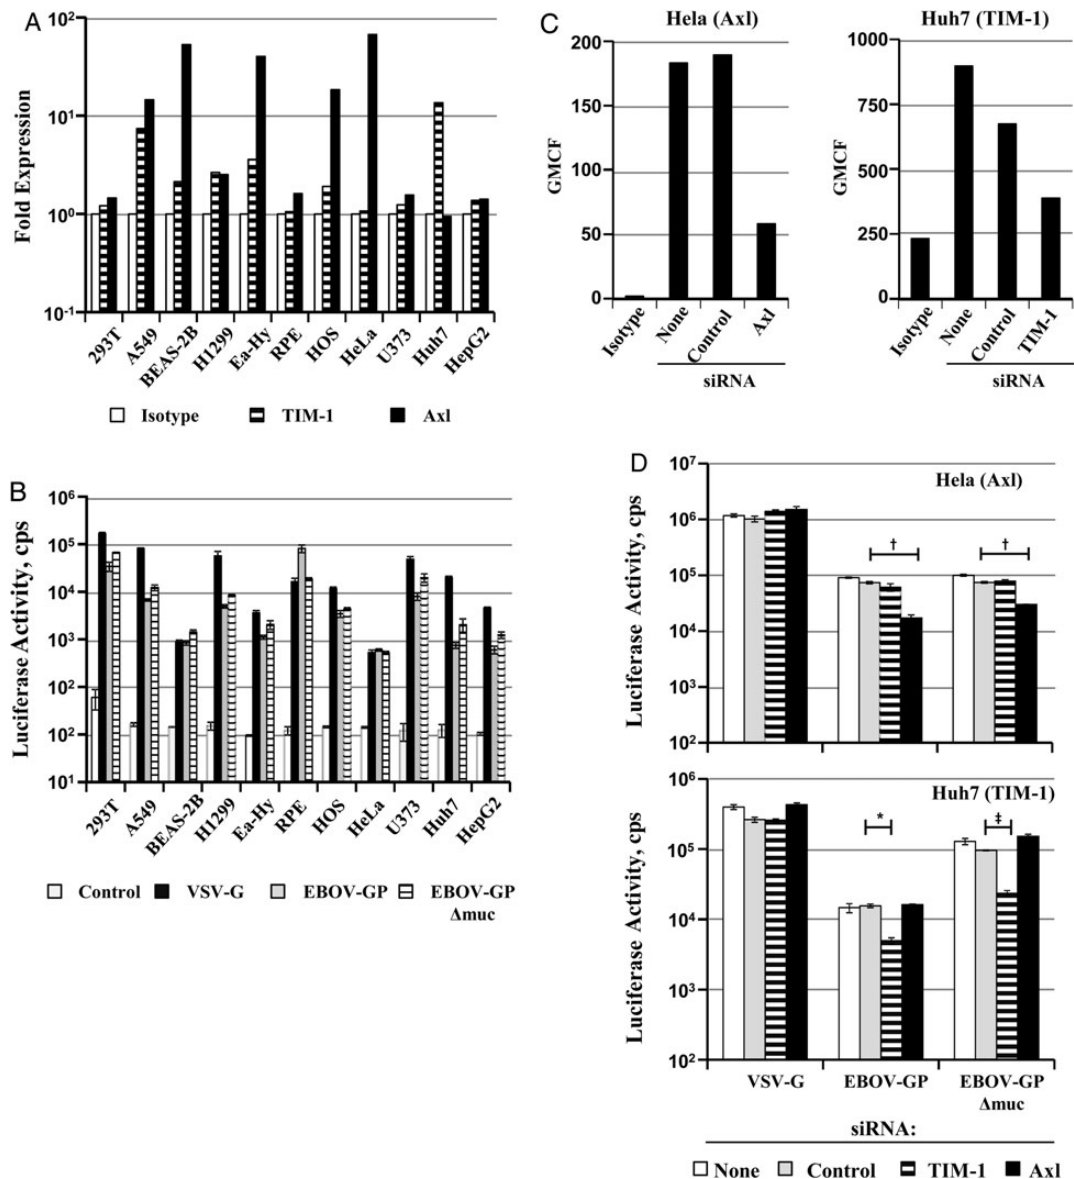 A
Fold Expression
10²
10¹
10⁰
10⁻¹
293T
A549
BEAS-2B
H1299
Ea-Hy
RPE
HOS
HeLa
U373
Huh7
HepG2
Isotype TIM-1 Axl
C
Hela (Axl)
GMCF
200
150
100
50
0
Isotype
None
Control
Axl
siRNA
Huh7 (TIM-1)
GMCF
1000
750
500
250
0
Isotype
None
Control
TIM-1
siRNA
B
Luciferase Activity, cps
10⁶
10⁵
10⁴
10³
10²
10²
10¹
293T
A549
BEAS-2B
H1299
Ea-Hy
RPE
HOS
HeLa
U373
Huh7
HepG2
Control VSV-G EBOV-GP EBOV-GP
Δmuc
D
Hela (Axl)
Luciferase Activity, cps
10⁷
10⁶
10⁵
10⁴
10³
10²
† †
Huh7 (TIM-1)
Luciferase Activity, cps
10⁶
10⁵
10⁴
10³
10²
* ‡
VSV-G EBOV-GP EBOV-GP
Δmuc
siRNA:
None Control TIM-1 Axl